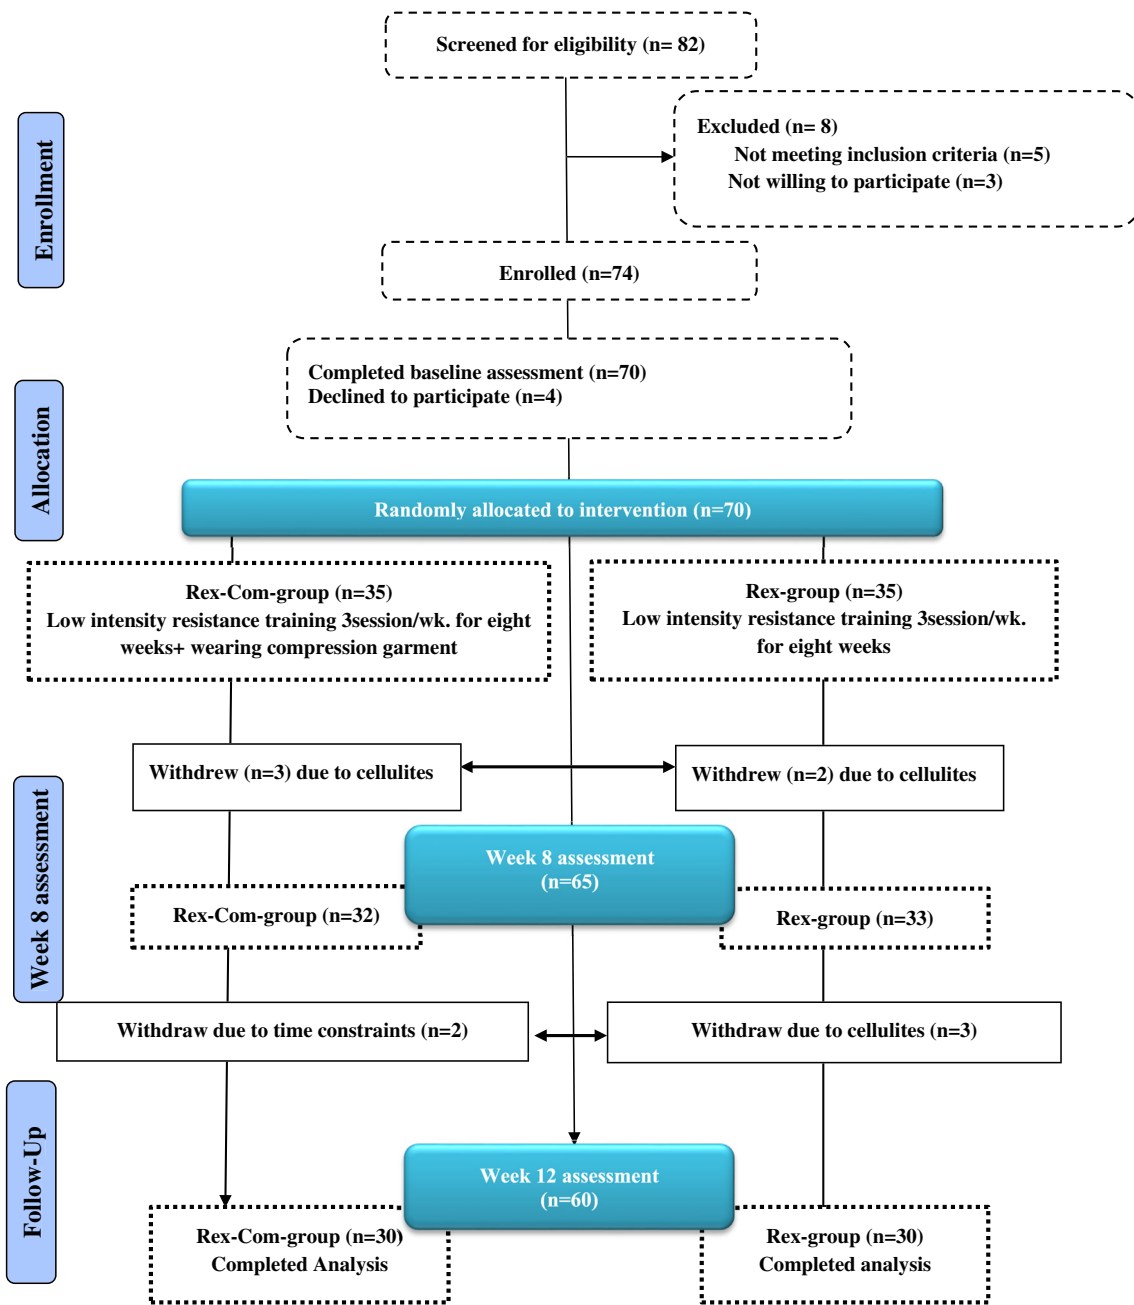 Screened for eligibility (n= 82)
Enrollment
Excluded (n= 8)
Not meeting inclusion criteria (n=5)
Not willing to participate (n=3)
Enrolled (n=74)
Completed baseline assessment (n=70)
Declined to participate (n=4)
Allocation
Randomly allocated to intervention (n=70)
Rex-Com-group (n=35)
Low intensity resistance training 3session/wk. for eight
weeks+ wearing compression garment
Rex-group (n=35)
Low intensity resistance training 3session/wk.
for eight weeks
Withdrew (n=3) due to cellulites
Withdrew (n=2) due to cellulites
Week 8 assessment
Week 8 assessment
(n=65)
Rex-Com-group (n=32)
Rex-group (n=33)
Withdraw due to time constraints (n=2)
Withdraw due to cellulites (n=3)
Follow-Up
Week 12 assessment
(n=60)
Rex-Com-group (n=30)
Completed Analysis
Rex-group (n=30)
Completed analysis